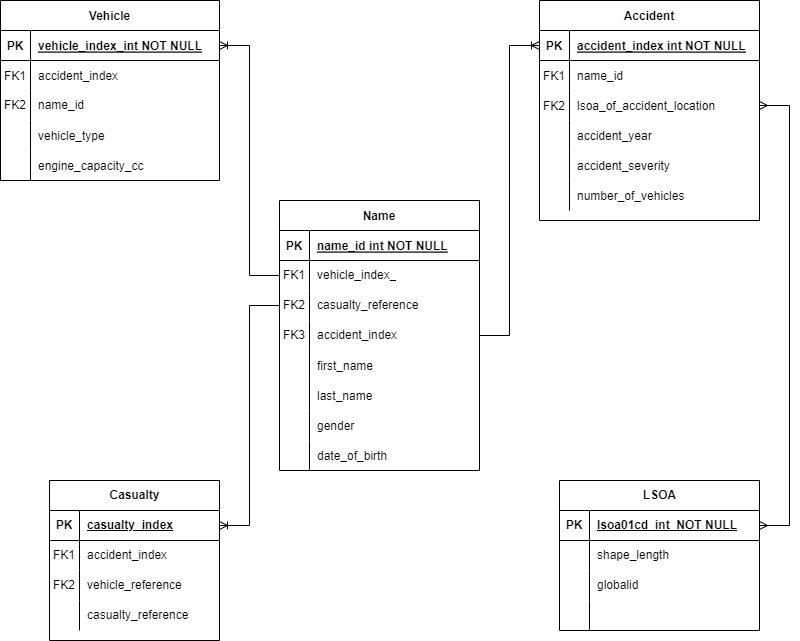 Vehicle
PK vehicle_index_int NOT NULL
FK1 accident_index
FK2 name_id
vehicle_type
engine_capacity_cc
Accident
PK accident_index int NOT NULL
FK1 name_id
FK2 lsoa_of_accident_location
accident_year
accident_severity
number_of_vehicles
Name
PK name_id int NOT NULL
FK1 vehicle_index_
FK2 casualty_reference
FK3 accident_index
first_name
last_name
gender
date_of_birth
Casualty
PK casualty_index
FK1 accident_index
FK2 vehicle_reference
casualty_reference
LSOA
PK lsoa01cd_int_NOT NULL
shape_length
globalid